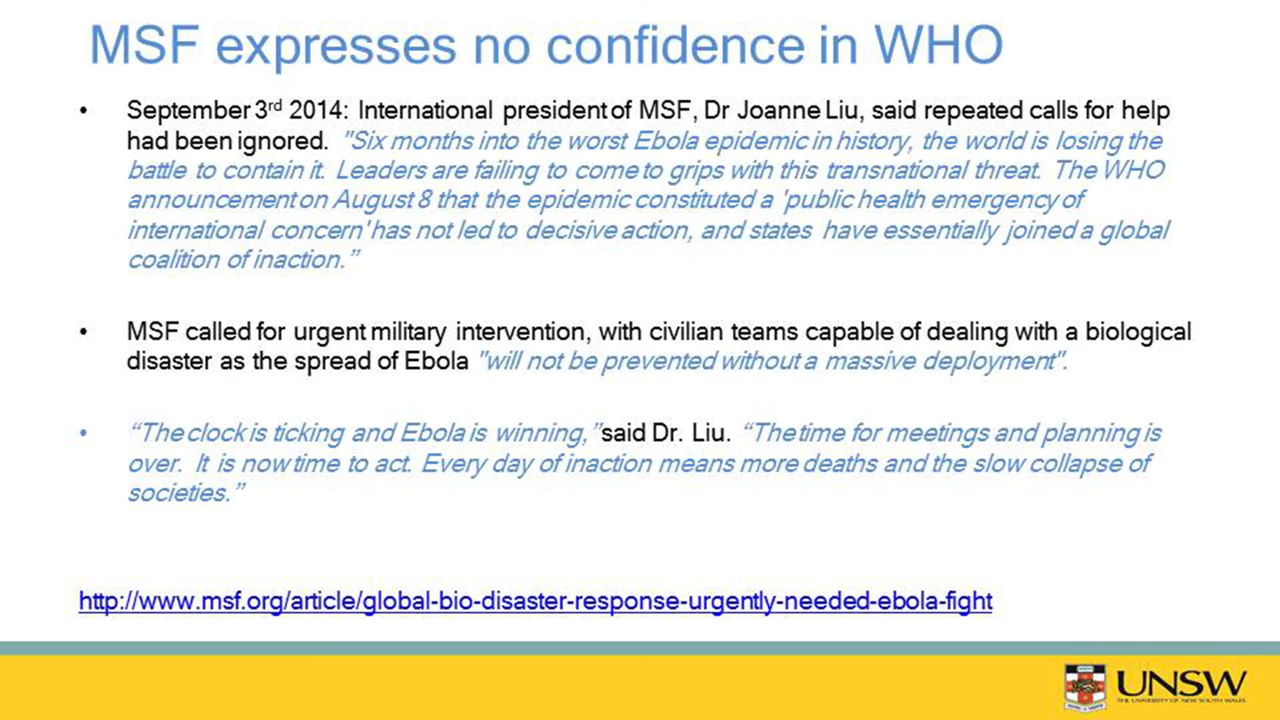 MSF expresses no confidence in WHO
• September 3rd 2014: International president of MSF, Dr Joanne Liu, said repeated calls for help
had been ignored. "Six months into the worst Ebola epidemic in history, the world is losing the
battle to contain it. Leaders are failing to come to grips with this transnational threat. The WHO
announcement on August 8 that the epidemic constituted a 'public health emergency of
international concern' has not led to decisive action, and states have essentially joined a global
coalition of inaction.”
• MSF called for urgent military intervention, with civilian teams capable of dealing with a biological
disaster as the spread of Ebola "will not be prevented without a massive deployment".
• “The clock is ticking and Ebola is winning,” said Dr. Liu. “The time for meetings and planning is
over. It is now time to act. Every day of inaction means more deaths and the slow collapse of
societies.”
http://www.msf.org/article/global-bio-disaster-response-urgently-needed-ebola-fight
UNSW
THE UNIVERSITY OF NEW SOUTH WALES